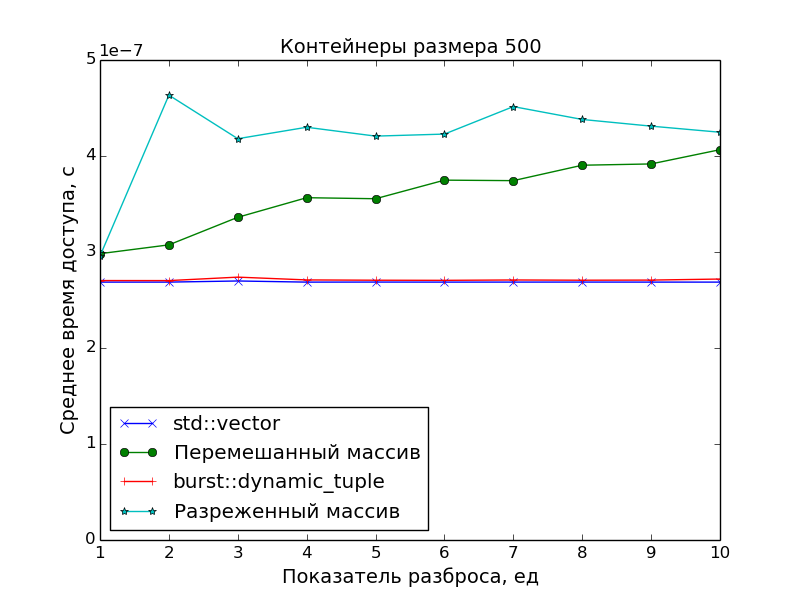 Контейнеры размера 500
1e−7
5
4
3
2
1
0
Среднее время доступа, с
std::vector
Перемешанный массив
burst::dynamic_tuple
Разреженный массив
1 2 3 4 5 6 7 8 9 10
Показатель разброса, ед